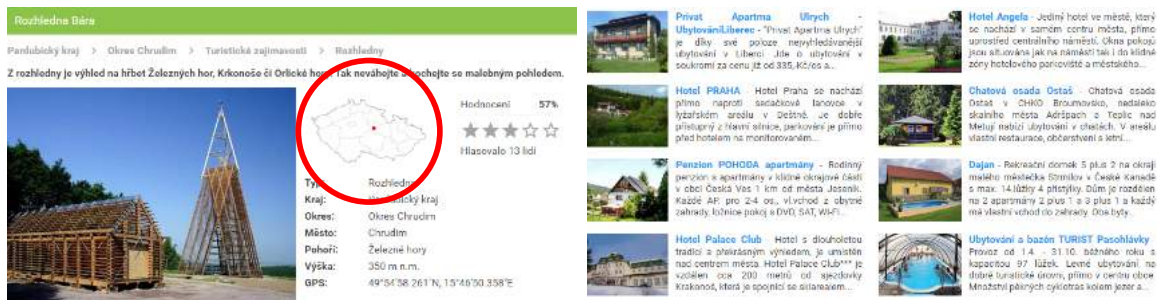 Rozhledna Bára
Pardubický kraj > Okres Chrudim > Turistické zajímavosti > Rozhledny
Z rozhledny je výhled na hřbet Železných hor, Krkonoše či Orlické hory. Tak neváhejte a kochejte se malebným pohledem.
Hodnocení 57%
Hlasovalo 13 lidí
Typ: Rozhledna
Kraj: Pardubický kraj
Okres: Okres Chrudim
Město: Chrudim
Pohoří: Železné hory
Výška: 350 m n.m.
GPS: 49°54'58.261"N, 15°46'50.358"E
Privat Apartma Ulrych -
UbytováníLiberec - "Privat Apartma Ulrych"
je díky své poloze nejvyhledávanější
ubytování v Liberci. Jde o ubytování v
soukromí za cenu již od 335,-Kč/os a...
Hotel PRAHA - Hotel Praha se nachází
přímo naproti sedačkové lanovce v
lyžařském areálu v Deštné. Je dobře
přístupný z hlavní silnice, parkování je přímo
před hotelem na monitorovaném...
Penzion POHODA apartmány - Rodinný
penzion s apartmány v klidné okrajové části
v obci Česká Ves 1 km od města Jeseník.
Každé AP. pro 2-4 os., vl.vchod z obytné
zahrady, ložnice pokoj s DVD, SAT, WI-FI...
Hotel Palace Club - Hotel s dlouholetou
tradicí a překrásným výhledem, je umístěn
nad centrem města. Hotel Palace Club*** je
vzdálen cca 200 metrů od sjezdovky
Krakonoš, která je spojnicí se skiareálem...
Hotel Angela - Jediný hotel ve městě, který
se nachází v samém centru města, přímo
uprostřed centrálního náměstí. Okna pokojů
jsou situována jak na náměstí tak i do klidné
zóny hotelového parkoviště a městského...
Chatová osada Ostaš - Chatová osada
Ostaš v CHKO Broumovsko, nedaleko
skalního města Adršpach a Teplic nad
Metují nabízí ubytování v chatách. V areálu
vlastní restaurace, občerstvení s letní...
Dajan - Rekreační domek 5 plus 2 na okraji
malého městečka Strmilov v České Kanadě
s max. 14.lůžky 4 přistýlky. Dům je rozdělen
na 2 apartmány 2 plus 1 a 3 plus 1 a každý
má vlastní vchod do zahrady. Oba byty...
Ubytování a bazén TURIST Pasohlávky -
Provoz od 1.4. - 31.10. běžného roku s
kapacitou 97 lůžek. Levné ubytování na
dobré turistické úrovni, přímo v centru obce.
Množství pěkných cyklotras kolem jezer a...